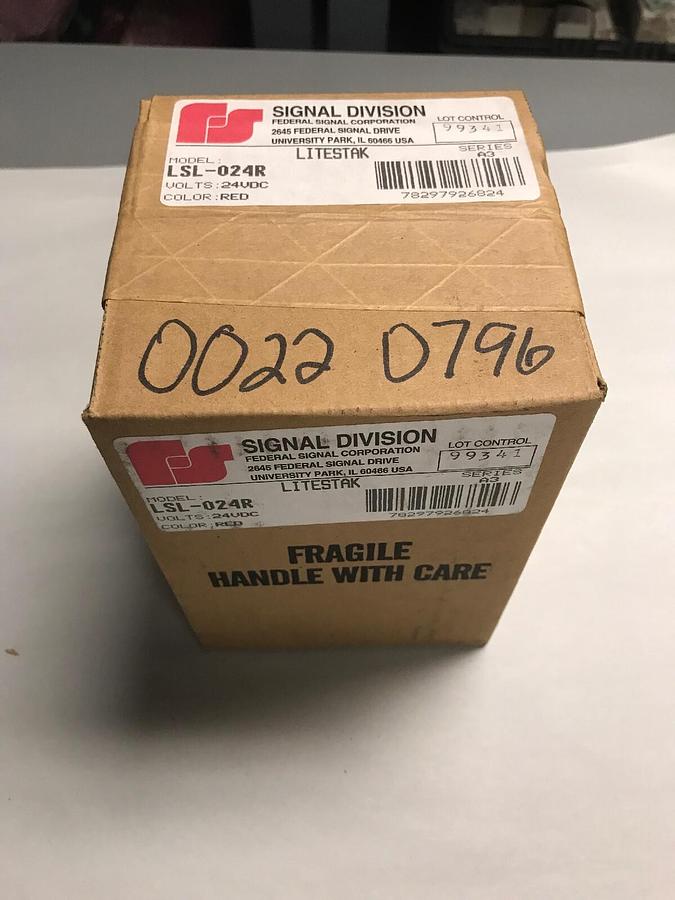 FS
SIGNAL DIVISION
FEDERAL SIGNAL CORPORATION
2645 FEDERAL SIGNAL DRIVE
UNIVERSITY PARK, IL 60466 USA
LOT CONTROL
99341
LITESTAK
SERIES
A3
MODEL:
LSL-024R
VOLTS:24VDC
COLOR:RED
78297926824
0022 0796
FS
SIGNAL DIVISION
FEDERAL SIGNAL CORPORATION
2645 FEDERAL SIGNAL DRIVE
UNIVERSITY PARK, IL 60466 USA
LOT CONTROL
99341
LITESTAK
SERIES
A3
MODEL:
LSL-024R
VOLTS:24VDC
COLOR:RED
78297926824
FRAGILE
HANDLE WITH CARE